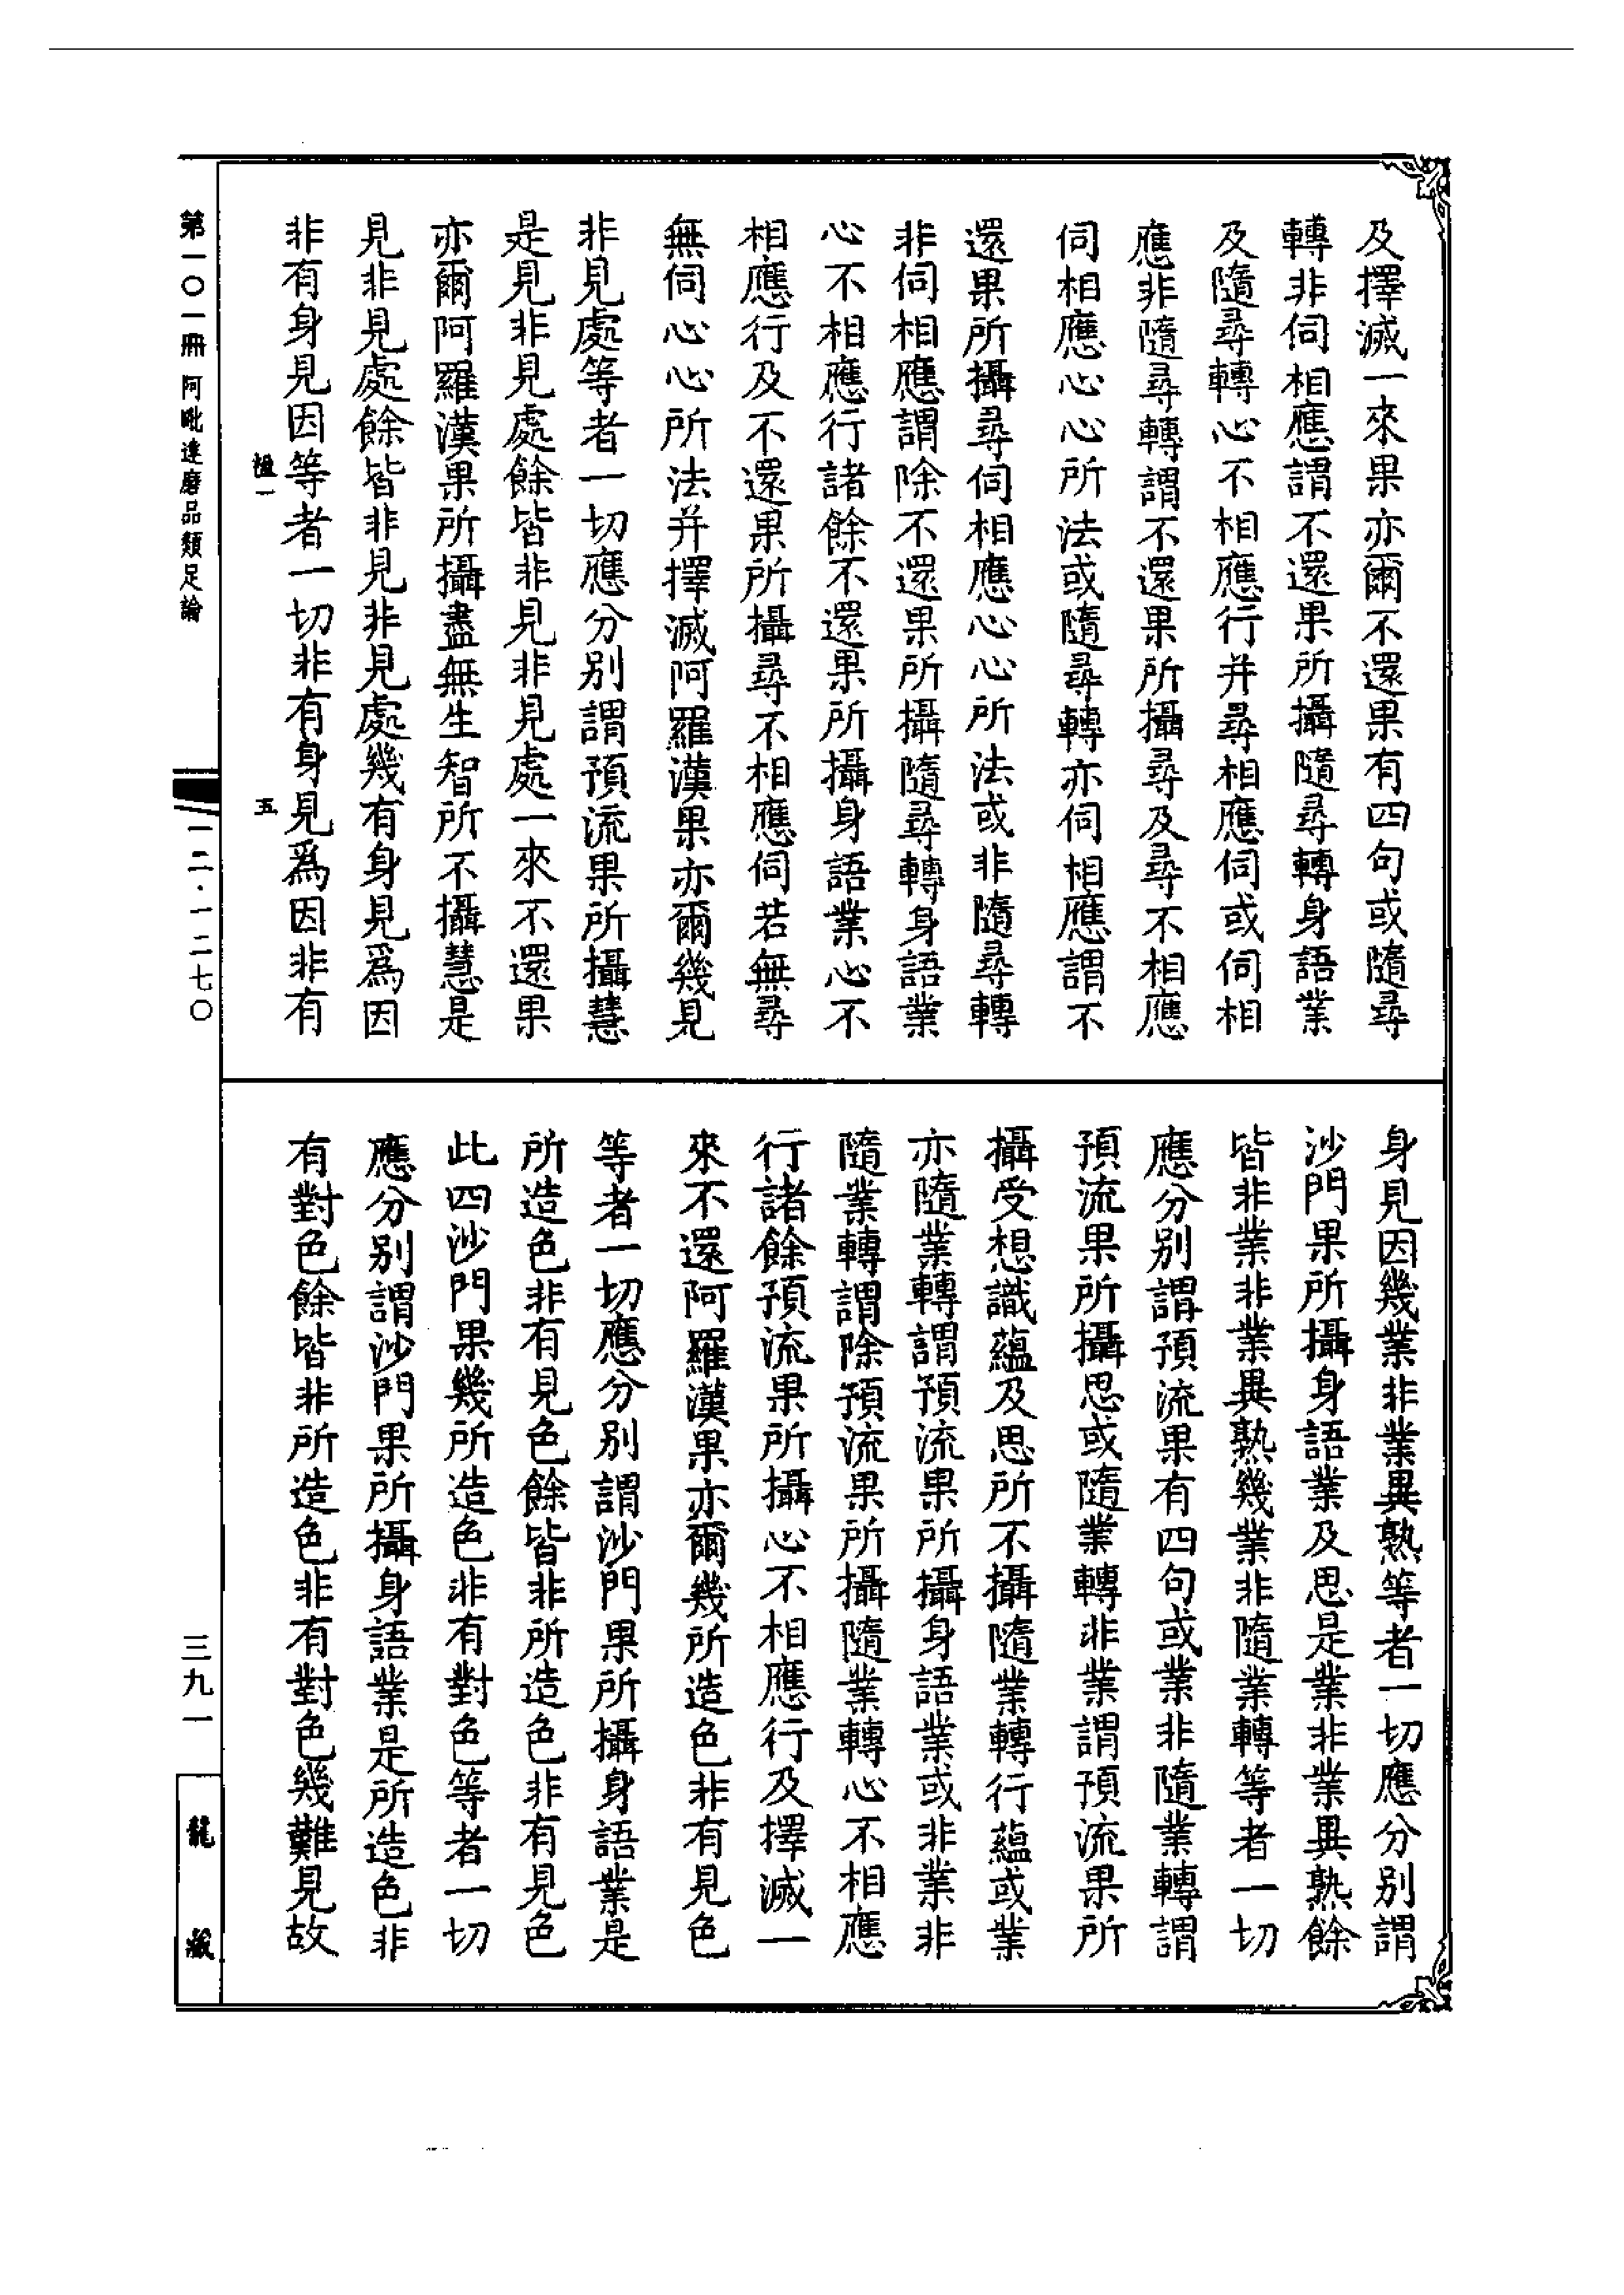 及擇滅一來果亦爾不還果有四句或隨尋
轉非伺相應謂不還果所攝隨尋轉身語業
及隨尋轉心不相應行并尋相應伺或伺相
應非隨尋轉謂不還果所攝尋及尋不相應
伺相應心心所法或隨尋轉亦伺相應謂不
還果所攝尋伺相應心心所法或非隨尋轉
非伺相應謂除不還果所攝隨尋轉身語業
心不相應行諸餘不還果所攝身語業心不
相應行及不還果所攝尋不相應伺若無尋
無伺心心所法并擇滅阿羅漢果亦爾幾見
非見處等者一切應分別謂預流果所攝慧
是見非見處餘皆非見非見處一來不還果
亦爾阿羅漢果所攝盡無生智所不攝慧是
見非見處餘皆非見非見處幾有身見爲因
非有身見因等者一切非有身見爲因非有
身見因幾業非業異熟等者一切應分別謂
沙門果所攝身語業及思是業非業異熟餘
皆非業非業異熟幾業非隨業轉等者一切
應分別謂預流果有四句或業非隨業轉謂
預流果所攝思或隨業轉非業謂預流果所
攝受想識蘊及思所不攝隨業轉行蘊或業
亦隨業轉謂預流果所攝身語業或非業非
隨業轉謂除預流果所攝隨業轉心不相應
行諸餘預流果所攝心不相應行及擇滅一
來不還阿羅漢果亦爾幾所造色非有見色
等者一切應分別謂沙門果所攝身語業是
所造色非有見色餘皆非所造色非有見色
此四沙門果幾所造色非有對色等者一切
應分別謂沙門果所攝身語業是所造色非
有對色餘皆非所造色非有對色幾難見故
五
第一〇一冊 阿毗達磨品類足論
一二·一二七〇
三九一
龍 藏